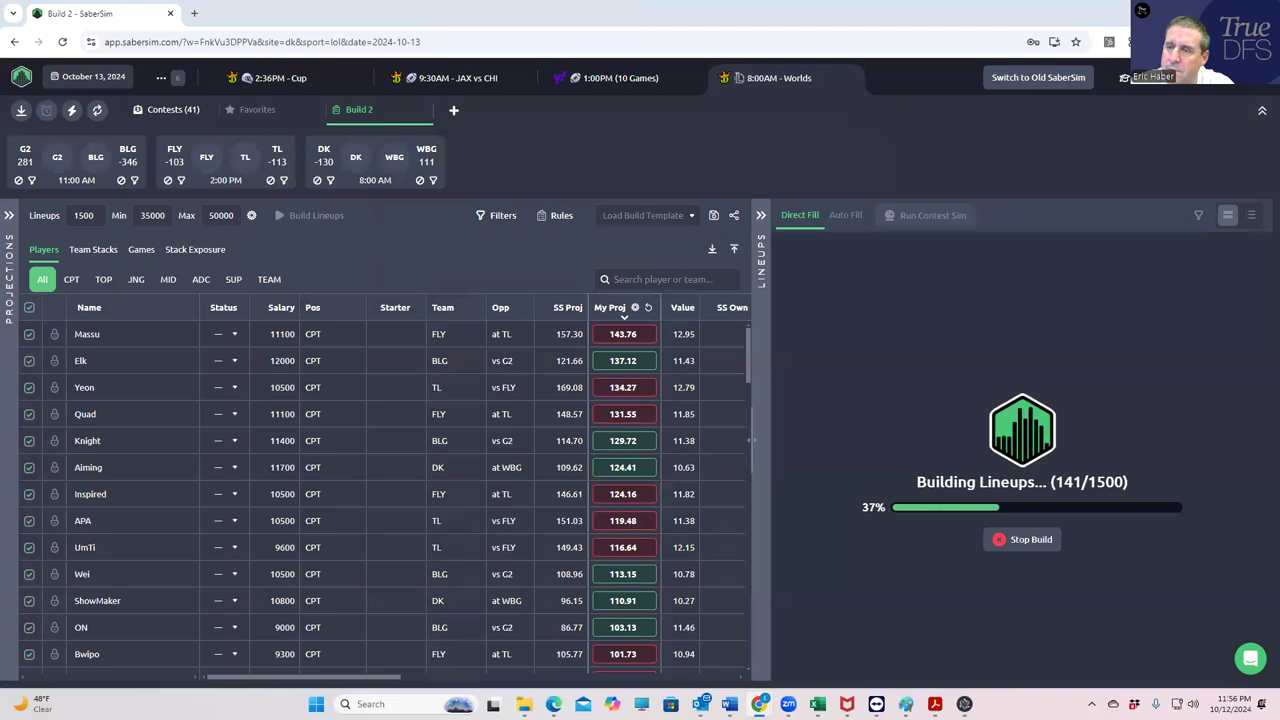 Build 2 - SaberSim
app.sabersim.com/?w=FnkVu3DPPVa&site=dk&sport=lol&date=2024-10-13
True
DFS
Eric Haber
October 13, 2024 ... 6 2:36PM - Cup 9:30AM - JAX vs CHI 1:00PM (10 Games) 8:00AM - Worlds Switch to Old SaberSim
Contests (41) Favorites Build 2
G2 BLG FLY TL DK WBG
281 G2 BLG -346 -103 FLY TL -113 -130 DK WBG 111
11:00 AM 2:00 PM 8:00 AM
Lineups 1500 Min 35000 Max 50000 Build Lineups Filters Rules Load Build Template Direct Fill Auto Fill Run Contest Sim
PROJECTIONS
LINEUPS
Players Team Stacks Games Stack Exposure
All CPT TOP JNG MID ADC SUP TEAM Search player or team...
Name Status Salary Pos Starter Team Opp SS Proj My Proj Value SS Own
Massu — 11100 CPT FLY at TL 157.30 143.76 12.95
Elk — 12000 CPT BLG vs G2 121.66 137.12 11.43
Yeon — 10500 CPT TL vs FLY 169.08 134.27 12.79
Quad — 11100 CPT FLY at TL 148.57 131.55 11.85
Knight — 11400 CPT BLG vs G2 114.70 129.72 11.38
Aiming — 11700 CPT DK at WBG 109.62 124.41 10.63
Inspired — 10500 CPT FLY at TL 146.61 124.16 11.82
APA — 10500 CPT TL vs FLY 151.03 119.48 11.38
UmTi — 9600 CPT TL vs FLY 149.43 116.64 12.15
Wei — 10500 CPT BLG vs G2 108.96 113.15 10.78
ShowMaker — 10800 CPT DK at WBG 96.15 110.91 10.27
ON — 9000 CPT BLG vs G2 86.77 103.13 11.46
Bwipo — 9300 CPT FLY at TL 105.77 101.73 10.94
Building Lineups... (141/1500)
37%
Stop Build
48°F
Clear
Search
11:56 PM
10/12/2024